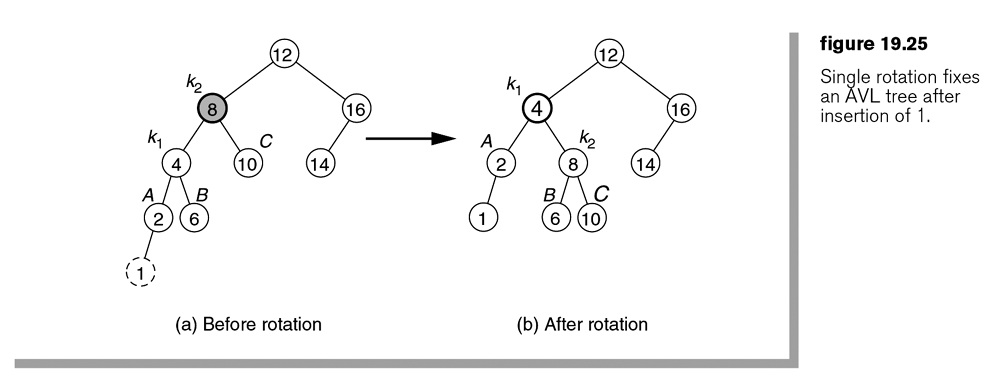 figure 19.25
Single rotation fixes
an AVL tree after
insertion of 1.
12
k2
8
16
k1
4
C
10
14
A
2
B
6
1
(a) Before rotation
12
k1
4
16
A
2
k2
8
14
1
B
6
C
10
(b) After rotation